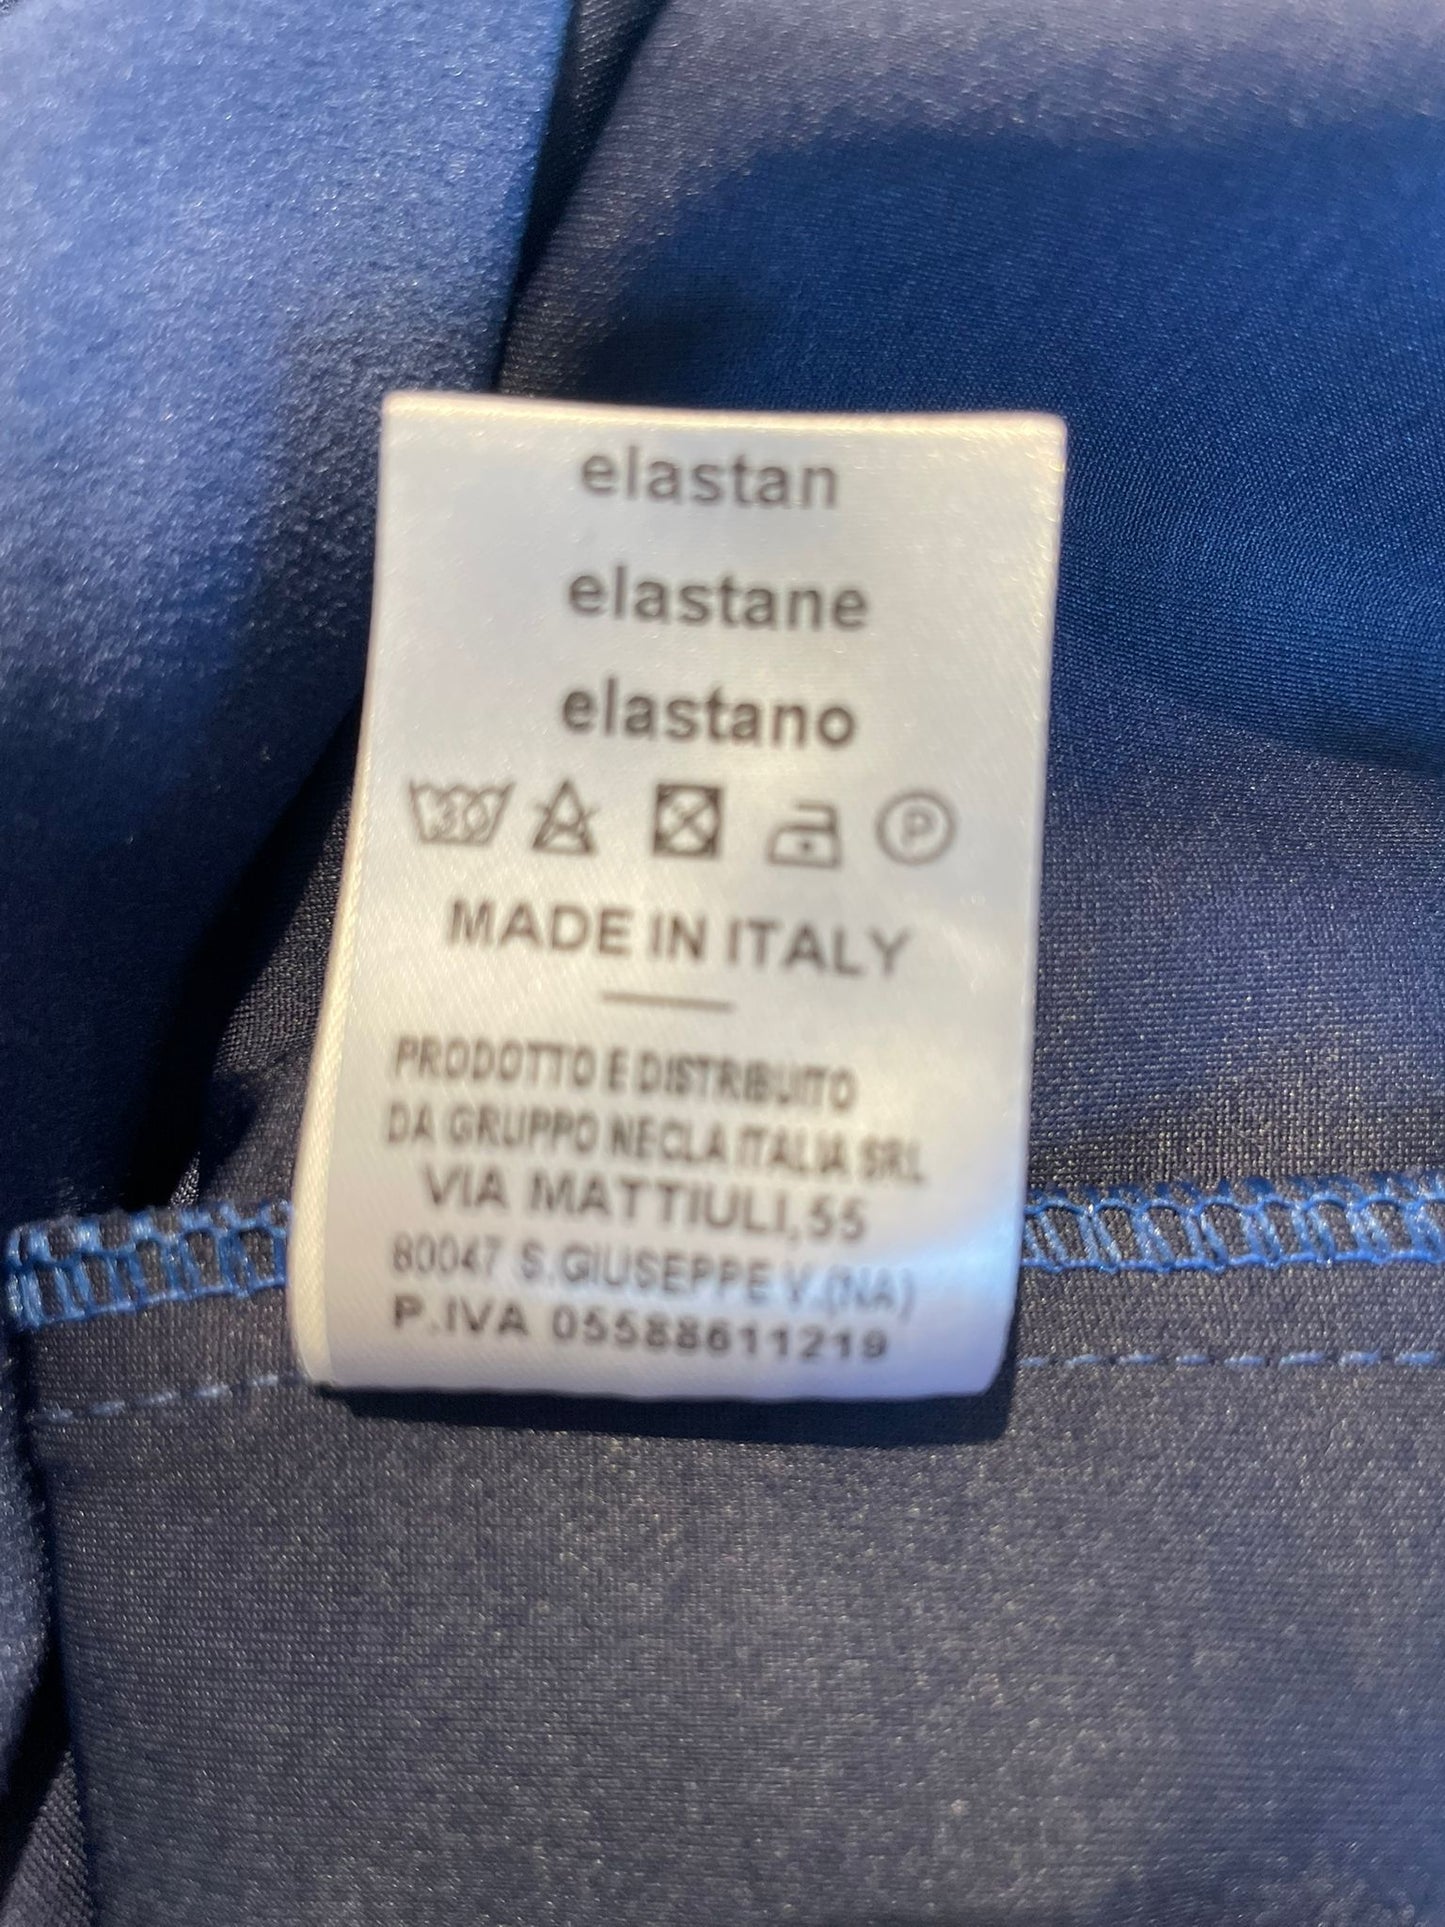 elastan
elastane
elastano
30 P
MADE IN ITALY
PRODOTTO E DISTRIBUITO
DA GRUPPO NECLA ITALIA SRL
VIA MATTIULI,55
80047 S.GIUSEPPE V.(NA)
P.IVA 05588611219